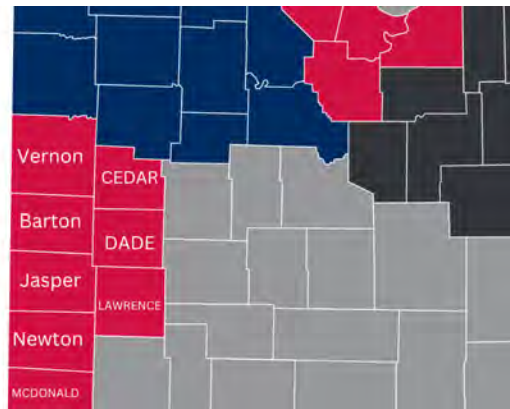 Vernon
CEDAR
Barton
DADE
Jasper
LAWRENCE
Newton
MCDONALD